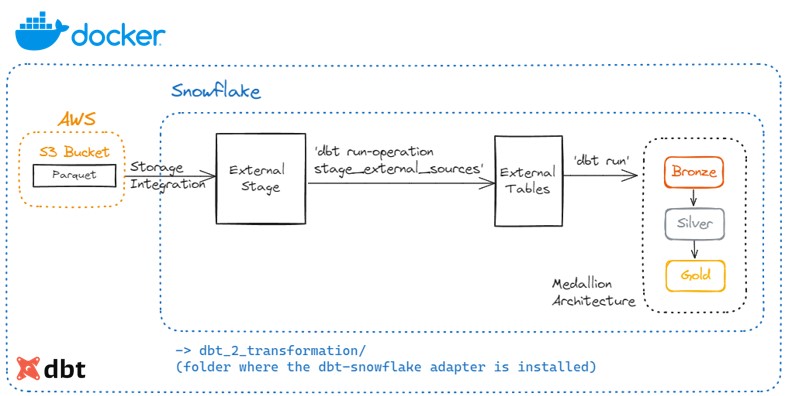 docker
Snowflake
AWS
S3 Bucket
Parquet
Storage
Integration
External
Stage
'dbt run-operation
stage_external_sources'
External
Tables
'dbt run'
Bronze
Silver
Gold
Medallion
Architecture
-> dbt_2_transformation/
(folder where the dbt-snowflake adapter is installed)
dbt